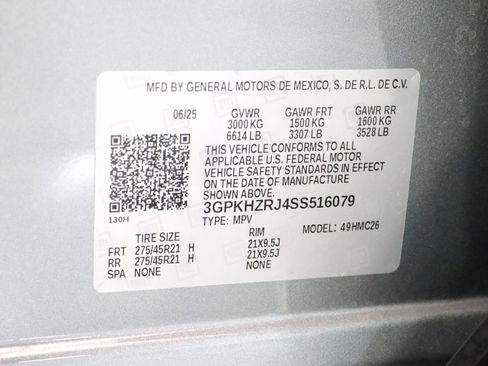 MFD BY GENERAL MOTORS DE MEXICO, S. DE R.L. DE C.V.
06/25 GVWR GAWR FRT GAWR RR
3000 KG 1500 KG 1600 KG
6614 LB 3307 LB 3528 LB
THIS VEHICLE CONFORMS TO ALL
APPLICABLE U.S. FEDERAL MOTOR
VEHICLE SAFETY STANDARDS IN EFFECT
ON THE DATE OF MANUFACTURE
SHOWN ABOVE.
3GPKHZRJ4SS516079
130H TYPE: MPV MODEL: 49HMC26
TIRE SIZE RIM
FRT 275/45R21 H 21X9.5J
RR 275/45R21 H 21X9.5J
SPA NONE NONE